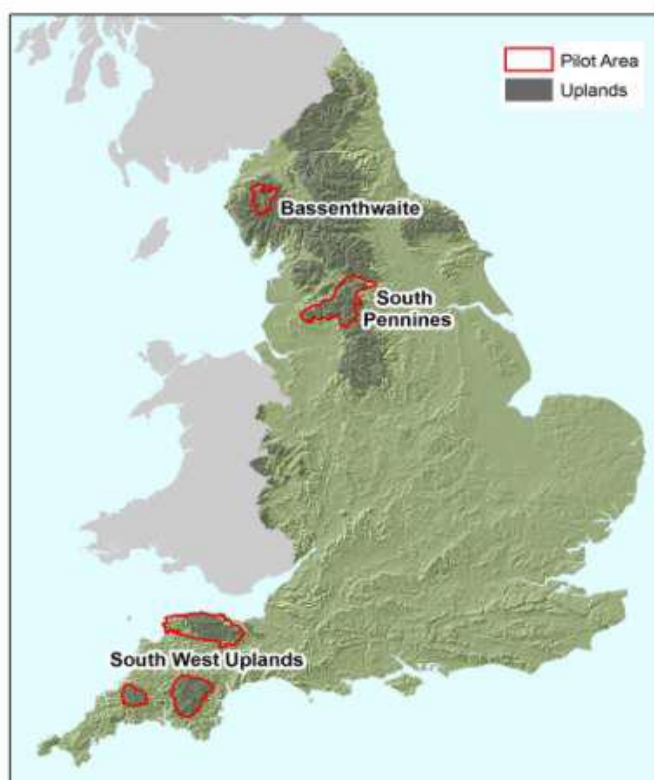 Pilot Area
Uplands
Bassenthwaite
South
Pennines
South West Uplands